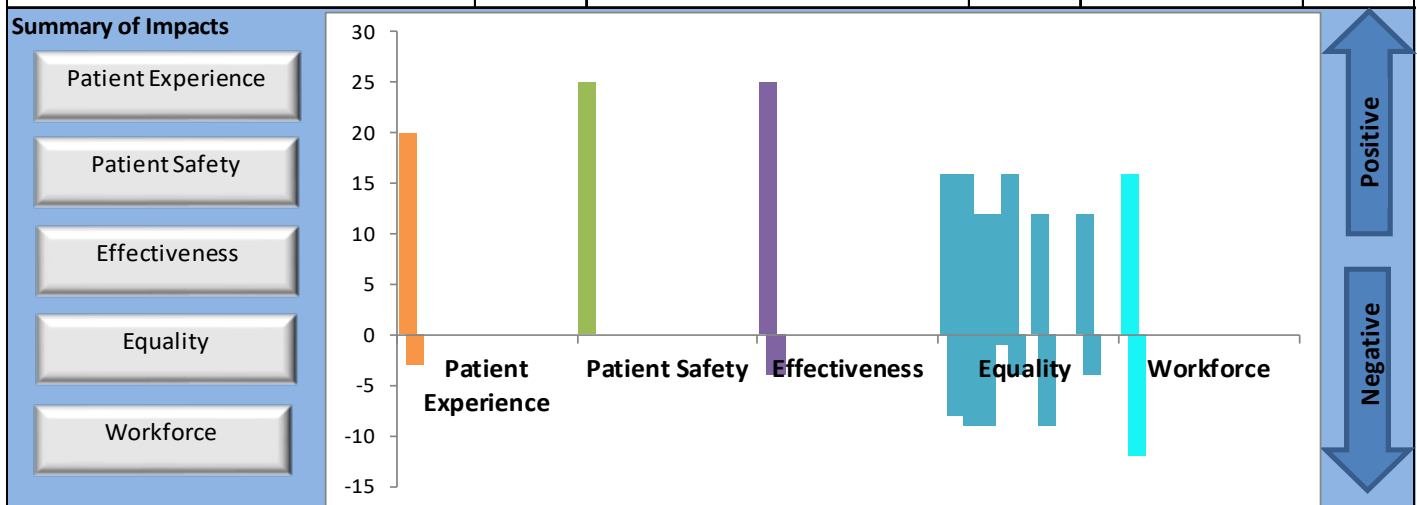 Summary of Impacts
Patient Experience
Patient Safety
Effectiveness
Equality
Workforce
30
25
20
15
10
5
0
-5
-10
-15
Patient
Experience
Patient Safety
Effectiveness
Equality
Workforce
Positive
Negative